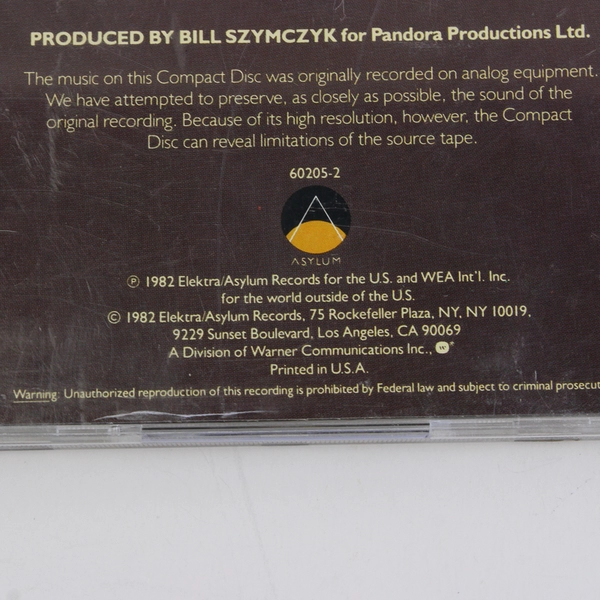 PRODUCED BY BILL SZYMCZYK for Pandora Productions Ltd.
The music on this Compact Disc was originally recorded on analog equipment.
We have attempted to preserve, as closely as possible, the sound of the
original recording. Because of its high resolution, however, the Compact
Disc can reveal limitations of the source tape.
60205-2
ASYLUM
℗ 1982 Elektra/Asylum Records for the U.S. and WEA Int'l. Inc.
for the world outside of the U.S.
© 1982 Elektra/Asylum Records, 75 Rockefeller Plaza, NY, NY 10019,
9229 Sunset Boulevard, Los Angeles, CA 90069
A Division of Warner Communications Inc., w
Printed in U.S.A.
Warning: Unauthorized reproduction of this recording is prohibited by Federal law and subject to criminal prosecut